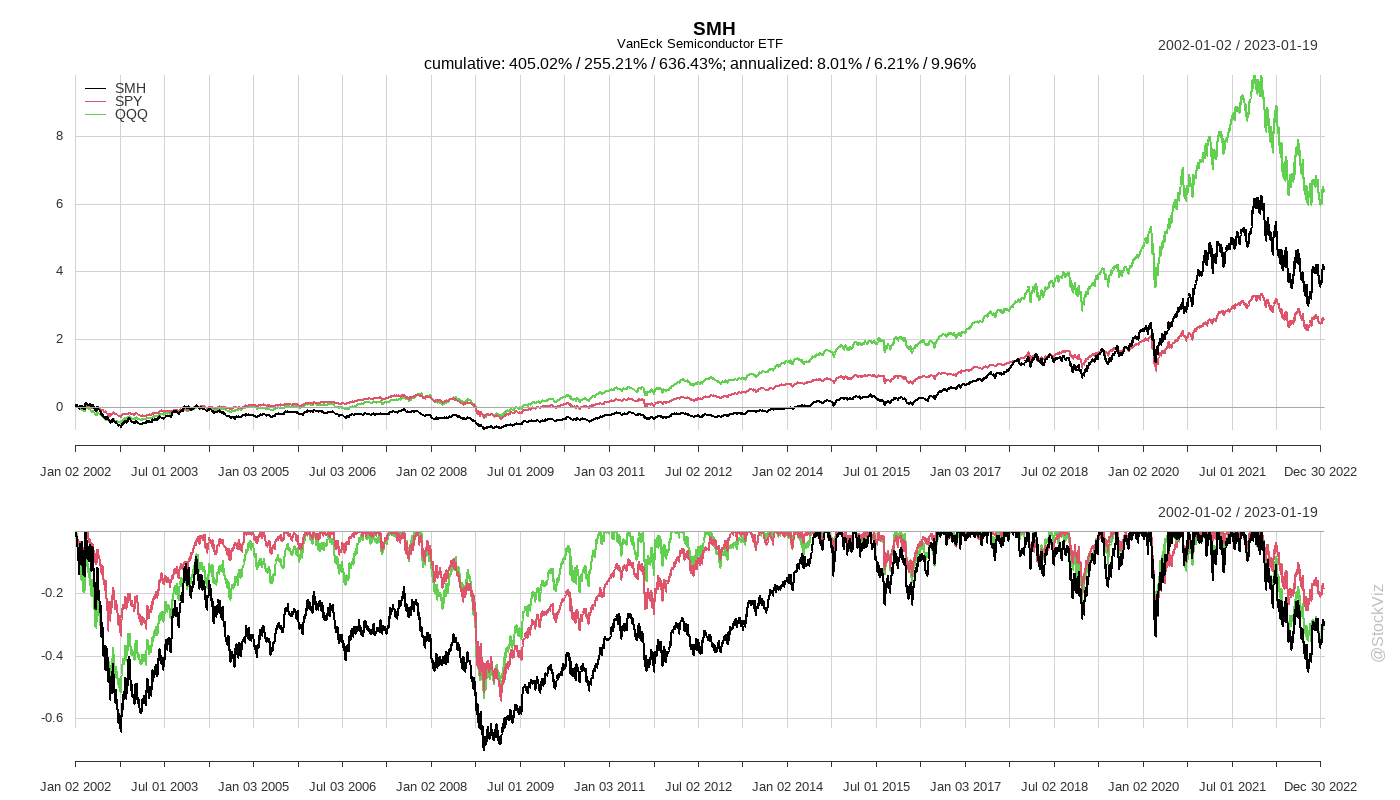 SMH
VanEck Semiconductor ETF
2002-01-02 / 2023-01-19
cumulative: 405.02% / 255.21% / 636.43%; annualized: 8.01% / 6.21% / 9.96%
SMH
SPY
QQQ
8
6
4
2
0
Jan 02 2002 Jul 01 2003 Jan 03 2005 Jul 03 2006 Jan 02 2008 Jul 01 2009 Jan 03 2011 Jul 02 2012 Jan 02 2014 Jul 01 2015 Jan 03 2017 Jul 02 2018 Jan 02 2020 Jul 01 2021 Dec 30 2022
2002-01-02 / 2023-01-19
-0.2
-0.4
-0.6
Jan 02 2002 Jul 01 2003 Jan 03 2005 Jul 03 2006 Jan 02 2008 Jul 01 2009 Jan 03 2011 Jul 02 2012 Jan 02 2014 Jul 01 2015 Jan 03 2017 Jul 02 2018 Jan 02 2020 Jul 01 2021 Dec 30 2022
@StockViz